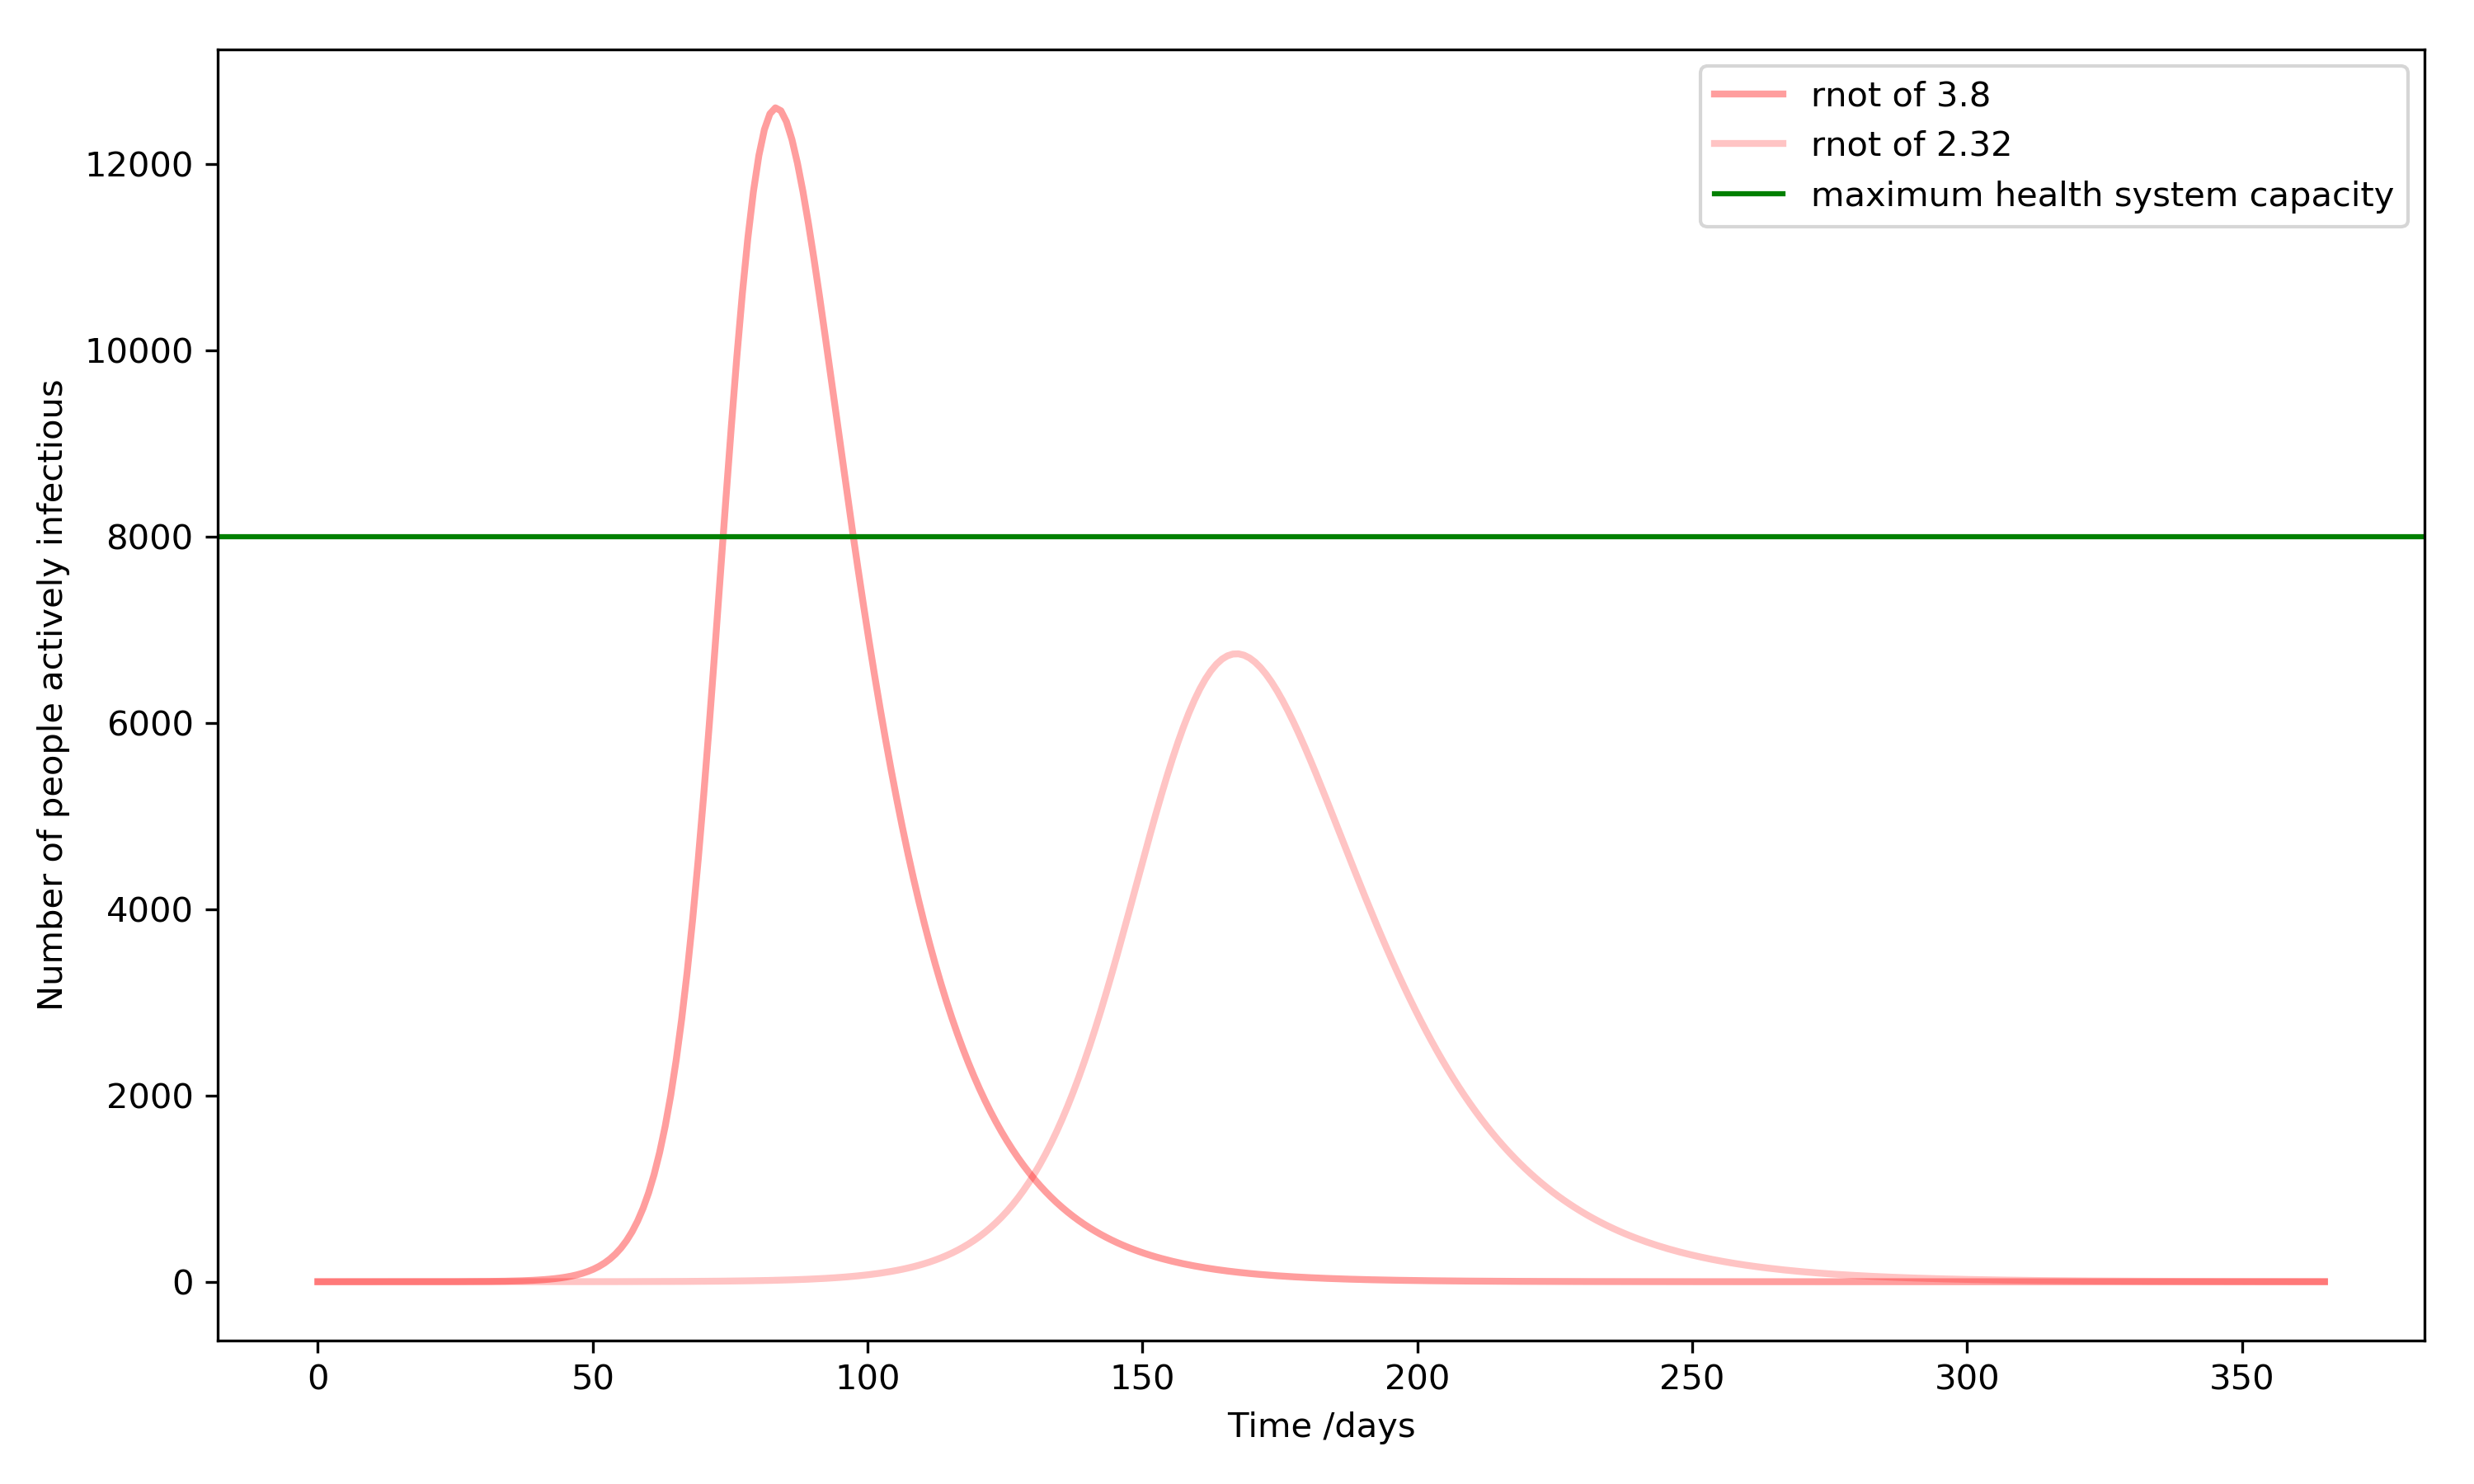 rnot of 3.8
rnot of 2.32
maximum health system capacity
Number of people actively infectious
12000
10000
8000
6000
4000
2000
0
0 50 100 150 200 250 300 350
Time /days